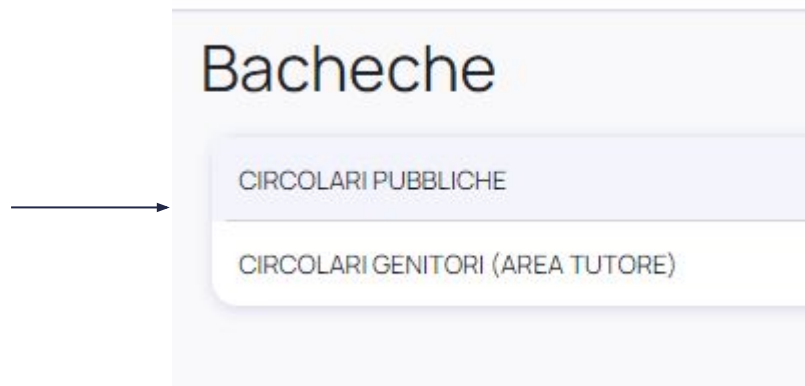 Bacheche
CIRCOLARI PUBBLICHE
CIRCOLARI GENITORI (AREA TUTORE)